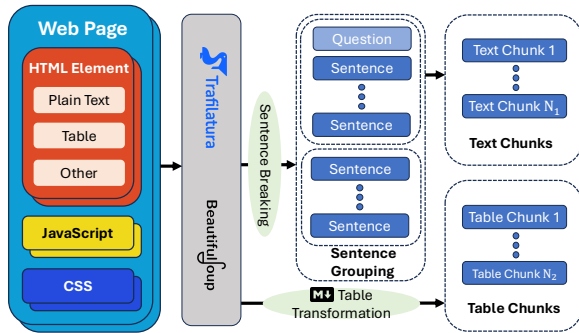 Web Page
HTML Element
Plain Text
Table
Other
JavaScript
CSS
Trafilatura
BeautifulSoup
Sentence Breaking
Question
Sentence
Sentence
Sentence
Sentence
Sentence
Grouping
M↓ Table
Transformation
Text Chunk 1
Text Chunk N₁
Text Chunks
Table Chunk 1
Table Chunk N₂
Table Chunks